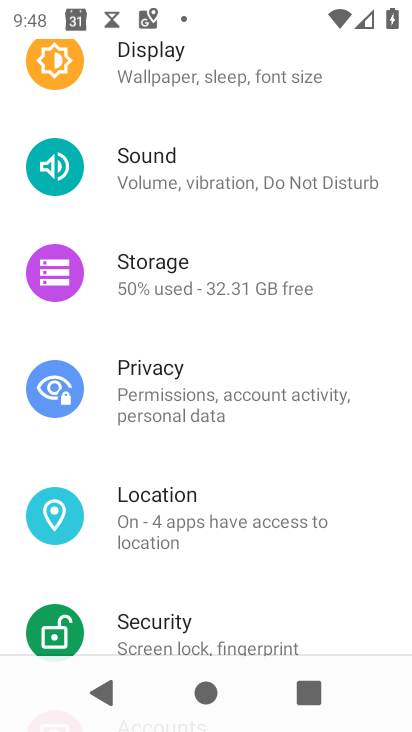 9:48
31
G
Display
Wallpaper, sleep, font size
Sound
Volume, vibration, Do Not Disturb
Storage
50% used - 32.31 GB free
Privacy
Permissions, account activity,
personal data
Location
On - 4 apps have access to
location
Security
Screen lock, fingerprint
Accounts